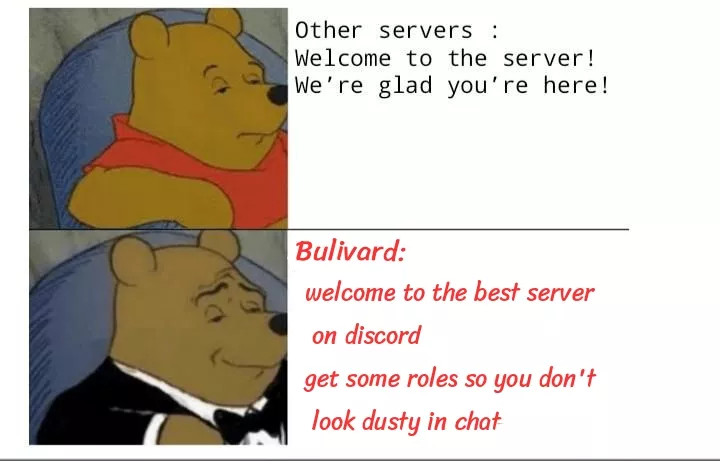 Other servers :
Welcome to the server!
We’re glad you’re here!
Bulivard:
welcome to the best server
on discord
get some roles so you don't
look dusty in chat